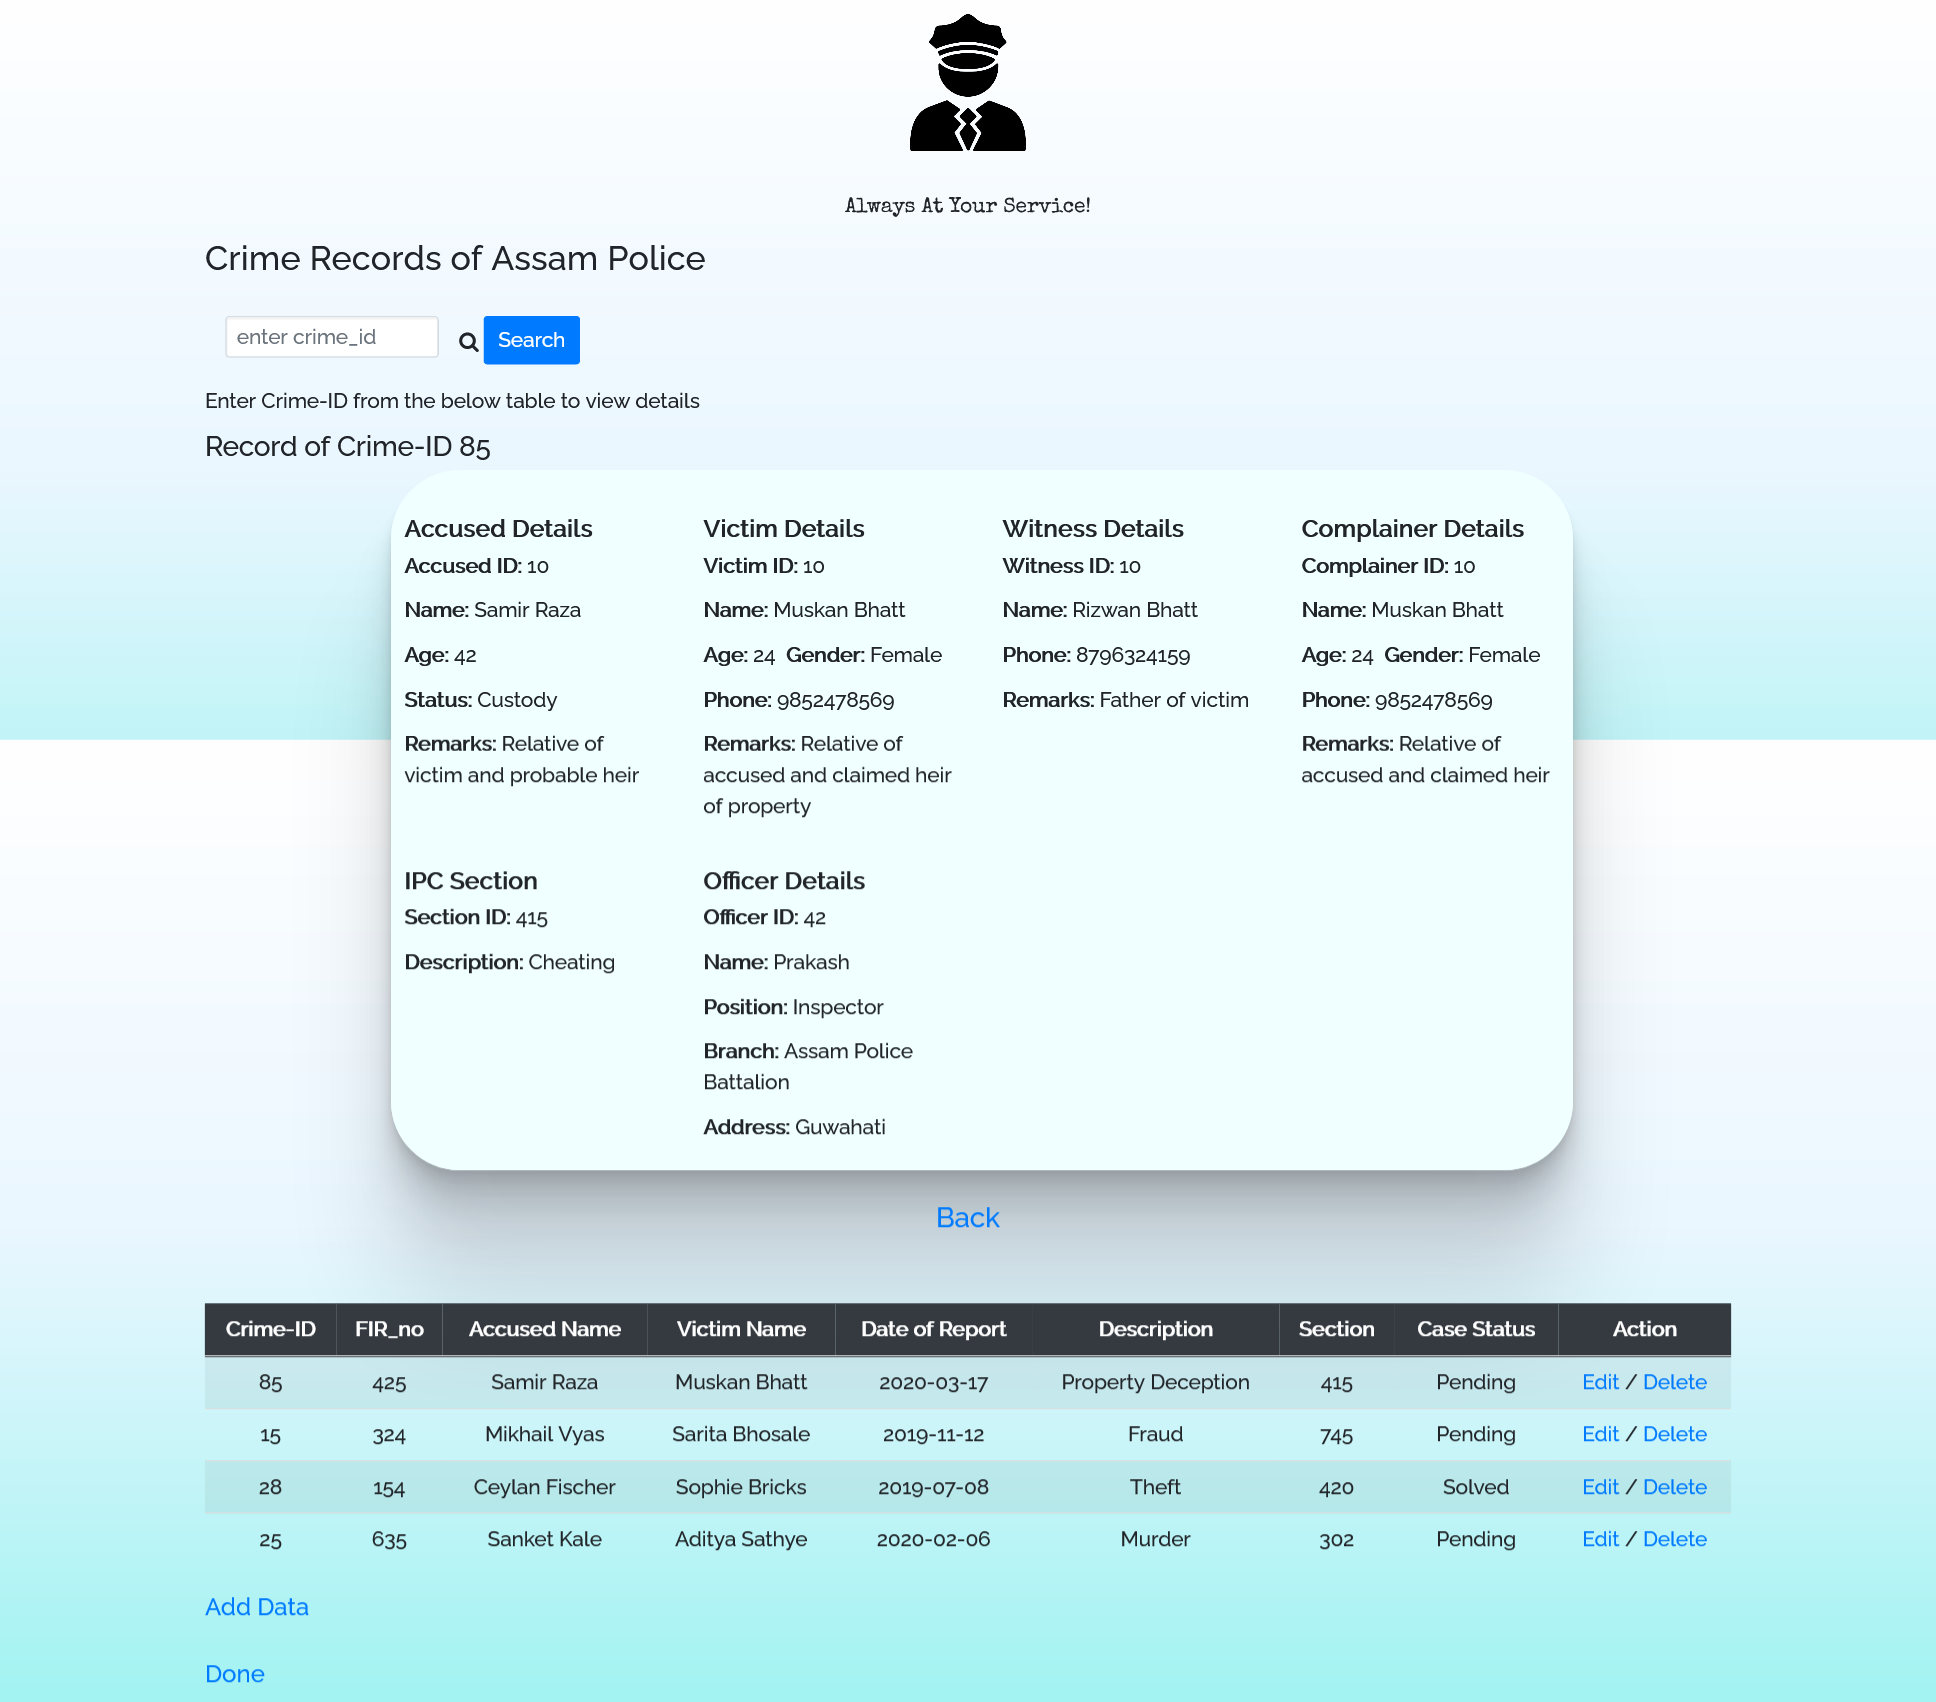 Always At Your Service!
Crime Records of Assam Police
enter crime_id Search
Enter Crime-ID from the below table to view details
Record of Crime-ID 85
Accused Details
Accused ID: 10
Name: Samir Raza
Age: 42
Status: Custody
Remarks: Relative of
victim and probable heir
Victim Details
Victim ID: 10
Name: Muskan Bhatt
Age: 24 Gender: Female
Phone: 9852478569
Remarks: Relative of
accused and claimed heir
of property
Witness Details
Witness ID: 10
Name: Rizwan Bhatt
Phone: 8796324159
Remarks: Father of victim
Complainer Details
Complainer ID: 10
Name: Muskan Bhatt
Age: 24 Gender: Female
Phone: 9852478569
Remarks: Relative of
accused and claimed heir
IPC Section
Section ID: 415
Description: Cheating
Officer Details
Officer ID: 42
Name: Prakash
Position: Inspector
Branch: Assam Police
Battalion
Address: Guwahati
Back
Crime-ID FIR_no Accused Name Victim Name Date of Report Description Section Case Status Action
85 425 Samir Raza Muskan Bhatt 2020-03-17 Property Deception 415 Pending Edit / Delete
15 324 Mikhail Vyas Sarita Bhosale 2019-11-12 Fraud 745 Pending Edit / Delete
28 154 Ceylan Fischer Sophie Bricks 2019-07-08 Theft 420 Solved Edit / Delete
25 635 Sanket Kale Aditya Sathye 2020-02-06 Murder 302 Pending Edit / Delete
Add Data
Done